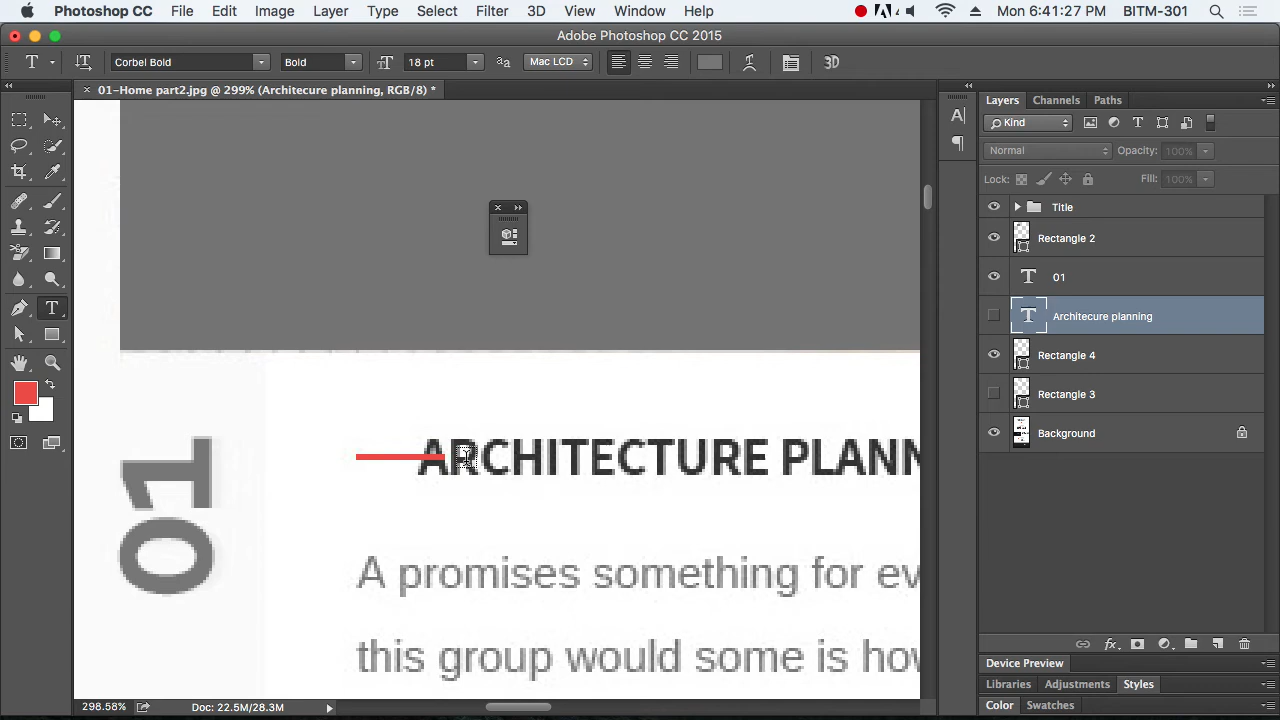 Photoshop CC File Edit Image Layer Type Select Filter 3D View Window Help Mon 6:41:27 PM BITM-301
Adobe Photoshop CC 2015
T Corbel Bold Bold 18 pt aa Mac LCD 3D
01-Home part2.jpg @ 299% (Architecure planning, RGB/8) *
Layers Channels Paths
Kind
Normal Opacity: 100%
Lock: Fill: 100%
Title
Rectangle 2
01
Architecure planning
Rectangle 4
Rectangle 3
Background
01
ARCHITECTURE PLANN
A promises something for ev
this group would some is how
Device Preview
Libraries Adjustments Styles
Color Swatches
298.58% Doc: 22.5M/28.3M